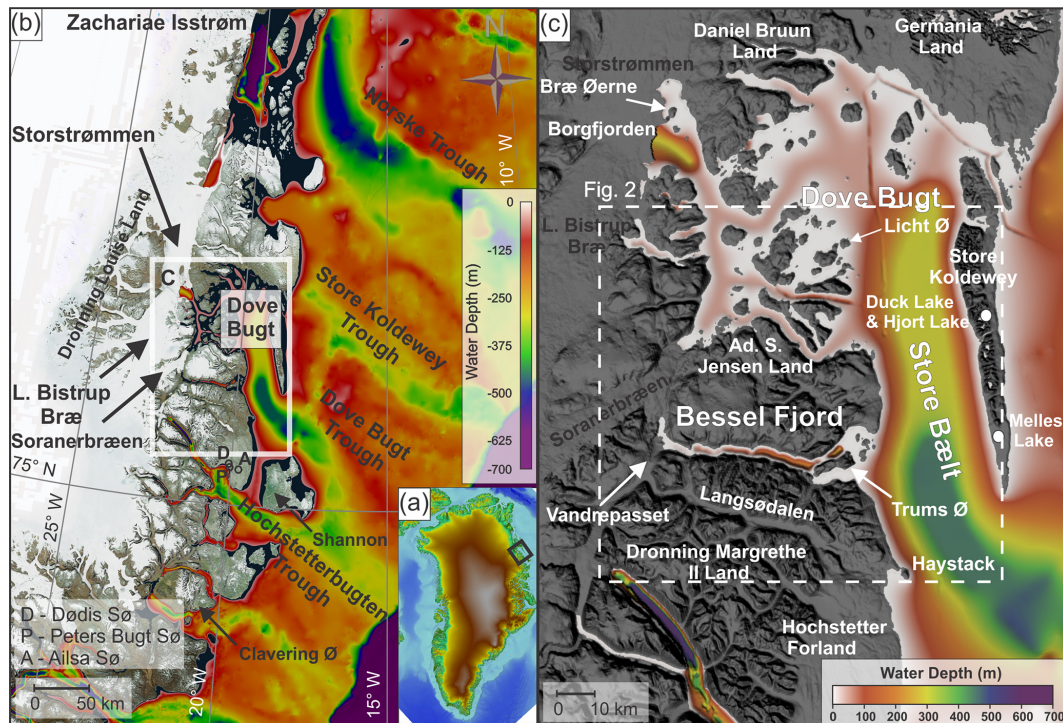 (b)
Zachariae Isstrøm
N
Norske Trough
10° W
Storstrømmen
Dronning Louise Land
C
Dove
Bugt
Store Koldewey
Trough
Dove Bugt
Trough
L. Bistrup
Bræ
Soranerbræen
75° N
25° W
D
A
P
Hochstetterbugten
Trough
Shannon
Clavering Ø
D - Dødis Sø
P - Peters Bugt Sø
A - Ailsa Sø
0 50 km
20° W
15° W
Water Depth (m)
0
-125
-250
-375
-500
-625
-700
(a)
(c)
Daniel Bruun
Land
Germania
Land
Storstrømmen
Bræ Øerne
Borgfjorden
Fig. 2
Dove Bugt
L. Bistrup
Bræ
Licht Ø
Store
Koldewey
Duck Lake
& Hjort Lake
Ad. S.
Jensen Land
Store Bælt
Soranerbræen
Bessel Fjord
Melles
Lake
Vandrepasset
Langsødalen
Trums Ø
Dronning Margrethe
II Land
Haystack
Hochstetter
Forland
0 10 km
Water Depth (m)
0 100 200 300 400 500 600